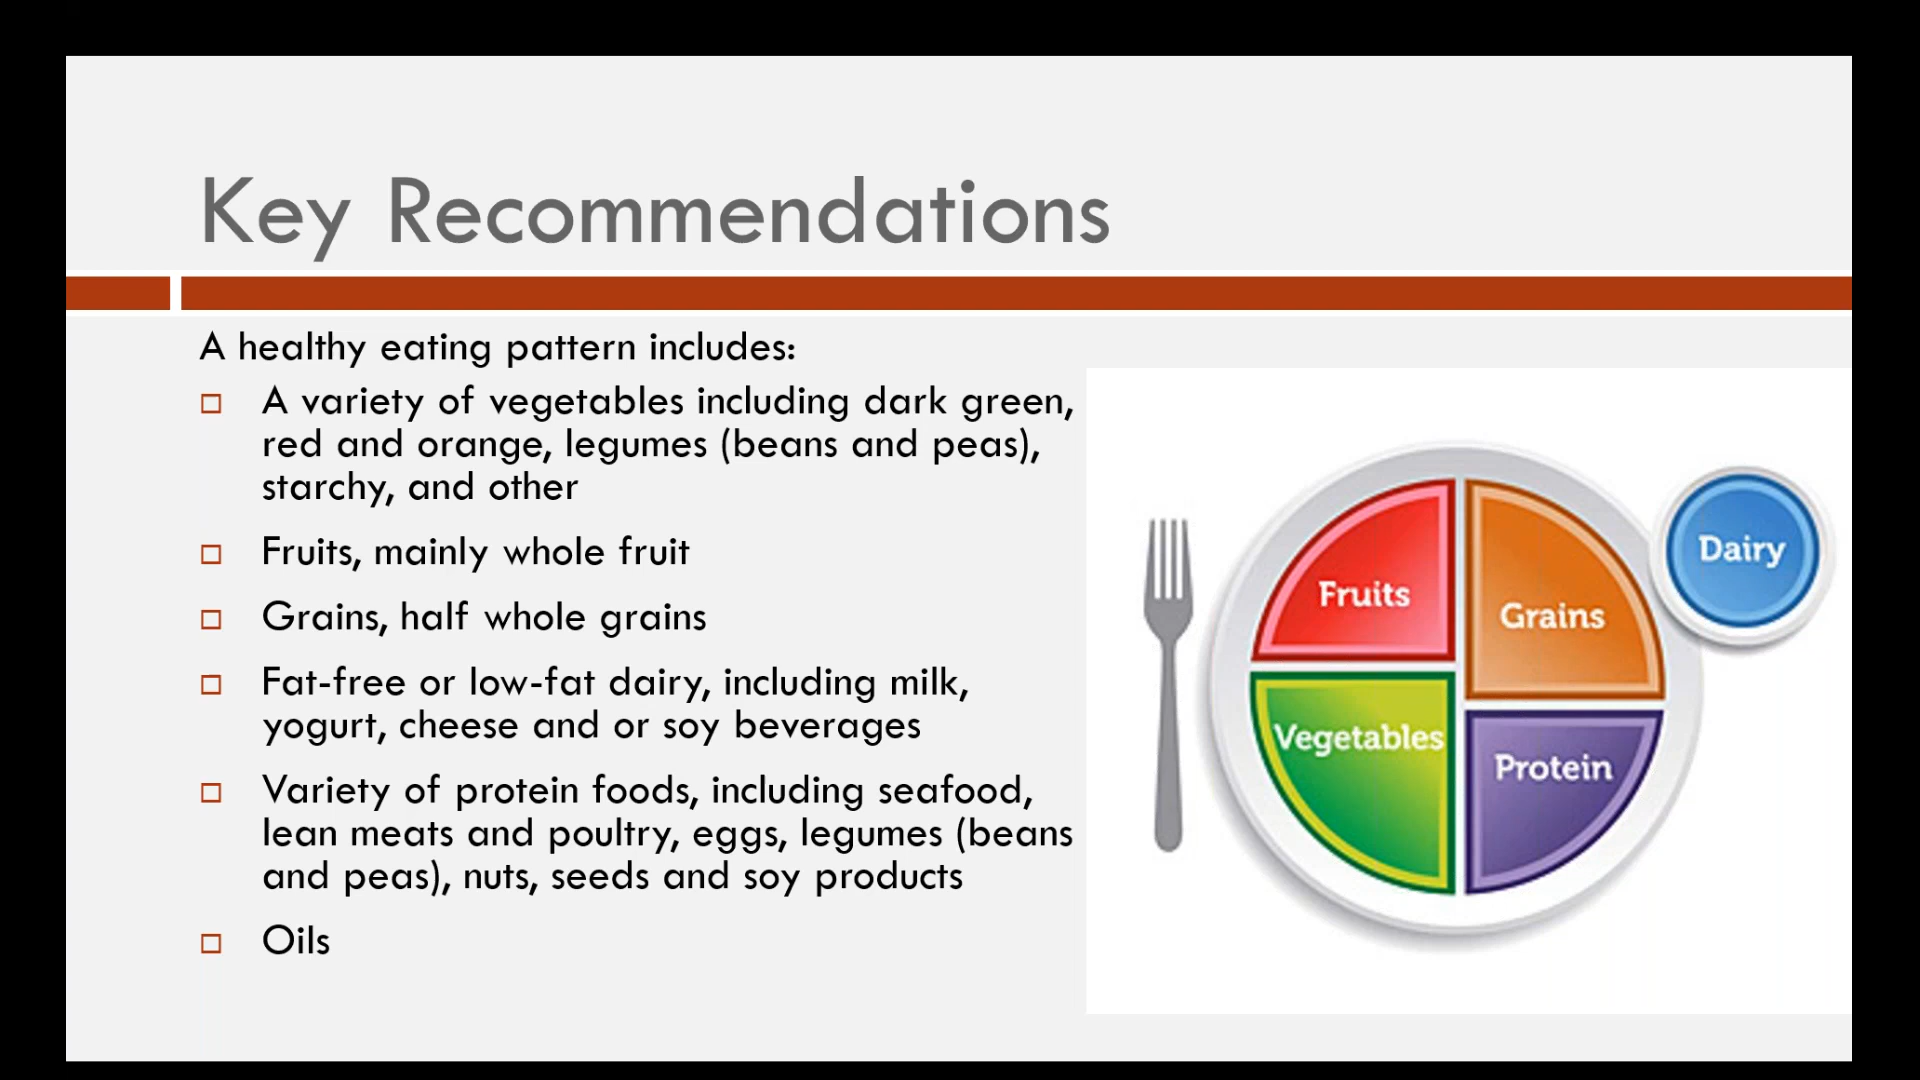 Key Recommendations
A healthy eating pattern includes:
A variety of vegetables including dark green,
red and orange, legumes (beans and peas),
starchy, and other
Fruits, mainly whole fruit
Grains, half whole grains
Fat-free or low-fat dairy, including milk,
yogurt, cheese and or soy beverages
Variety of protein foods, including seafood,
lean meats and poultry, eggs, legumes (beans
and peas), nuts, seeds and soy products
Oils
Dairy
Fruits
Grains
Vegetables
Protein